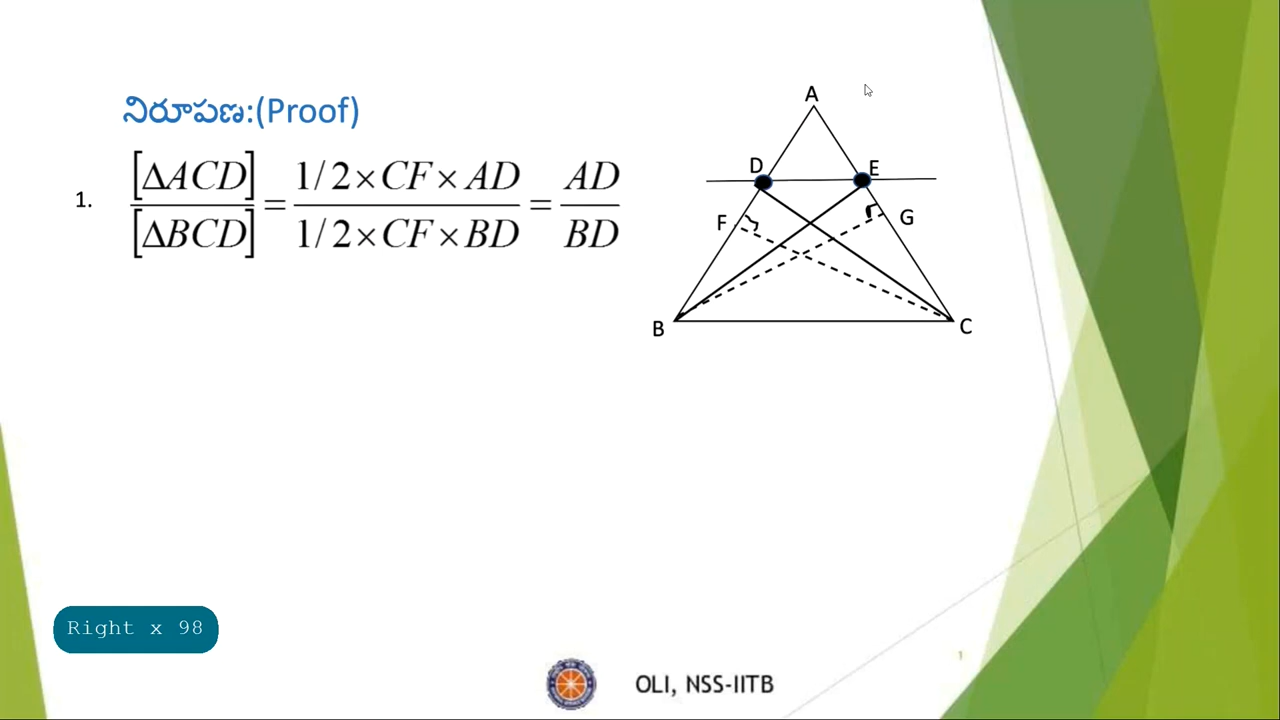 నిరూపణ:(Proof)
1. [ΔACD]/[ΔBCD] = 1/2×CF×AD / 1/2×CF×BD = AD/BD
A
D
E
F
G
B
C
Right x 98
1
OLI, NSS-IITB